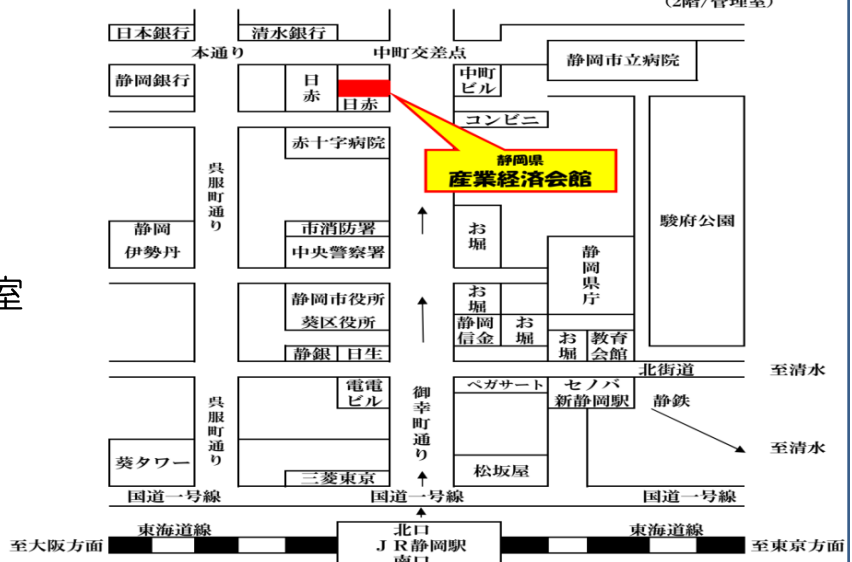 (2階/管理室)
日本銀行
清水銀行
本通り
中町交差点
静岡市立病院
静岡銀行
日赤
日赤
中町
ビル
コンビニ
赤十字病院
静岡県
産業経済会館
呉服町通り
駿府公園
静岡
伊勢丹
市消防署
中央警察署
お堀
静岡県庁
室
静岡市役所
葵区役所
お堀
静岡
信金
お堀
お堀
教育
会館
静銀
日生
北街道
至清水
電電
ビル
ペガサート
セノバ
新静岡駅
静鉄
呉服町通り
御幸町通り
至清水
葵タワー
三菱東京
松坂屋
国道一号線
国道一号線
国道一号線
東海道線
北口
東海道線
至大阪方面
ＪＲ静岡駅
至東京方面
南口